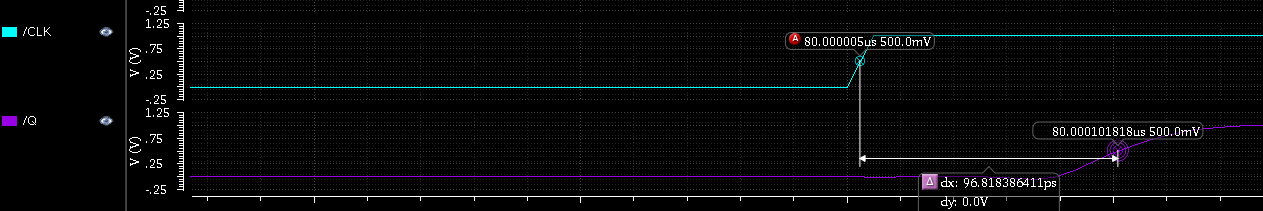 -.25
/CLK
1.25
.75
.25
-.25
V (V)
A 80.000005us 500.0mV
/Q
1.25
.75
.25
-.25
V (V)
80.000101818us 500.0mV
Δ dx: 96.818386411ps
dy: 0.0V